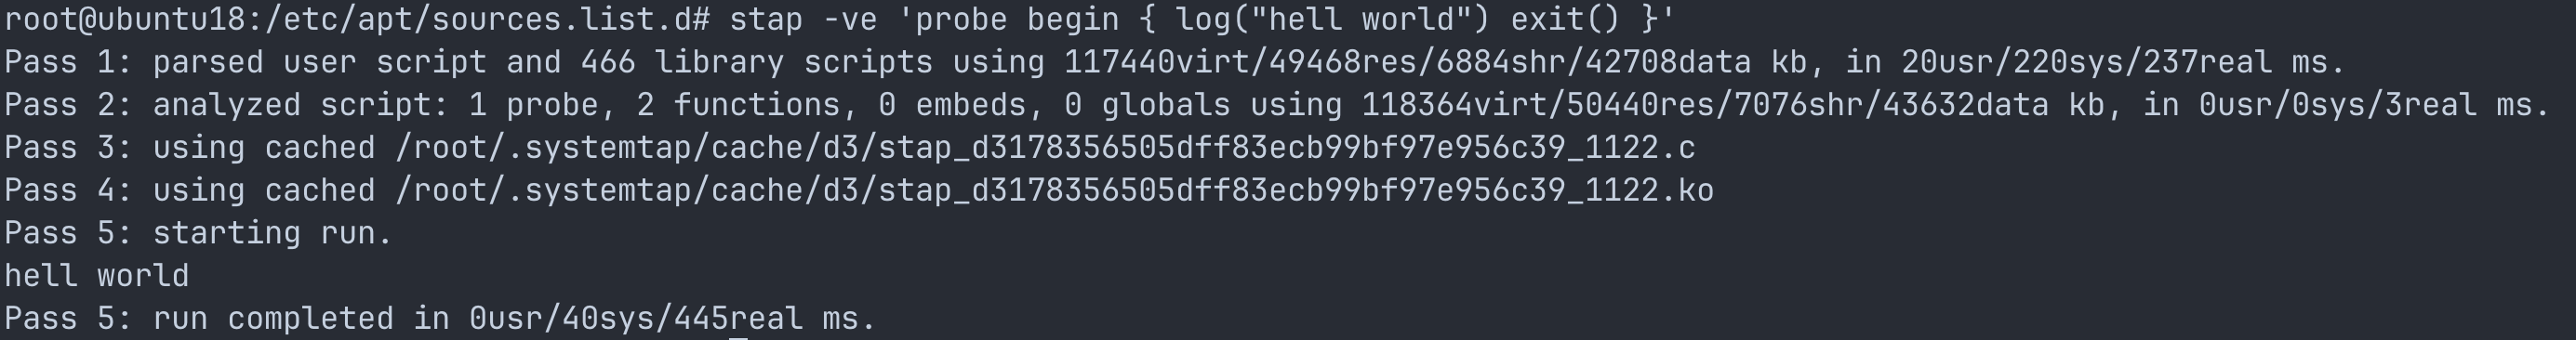 root@ubuntu18:/etc/apt/sources.list.d# stap -ve 'probe begin { log("hell world") exit() }'
Pass 1: parsed user script and 466 library scripts using 117440virt/49468res/6884shr/42708data kb, in 20usr/220sys/237real ms.
Pass 2: analyzed script: 1 probe, 2 functions, 0 embeds, 0 globals using 118364virt/50440res/7076shr/43632data kb, in 0usr/0sys/3real ms.
Pass 3: using cached /root/.systemtap/cache/d3/stap_d3178356505dff83ecb99bf97e956c39_1122.c
Pass 4: using cached /root/.systemtap/cache/d3/stap_d3178356505dff83ecb99bf97e956c39_1122.ko
Pass 5: starting run.
hell world
Pass 5: run completed in 0usr/40sys/445real ms.